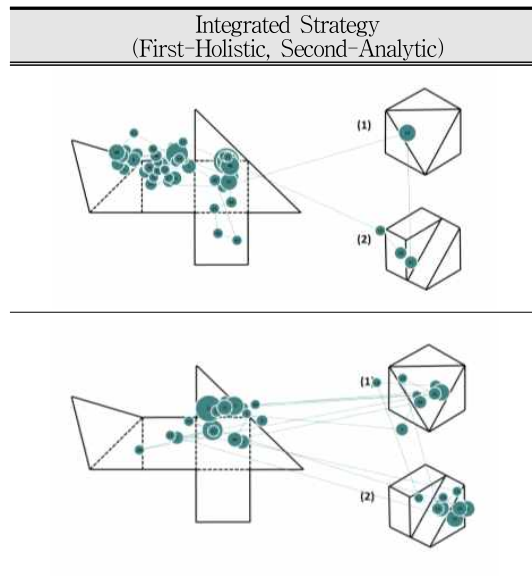 Integrated Strategy
(First-Holistic, Second-Analytic)
(1)
(2)
(1
(2)